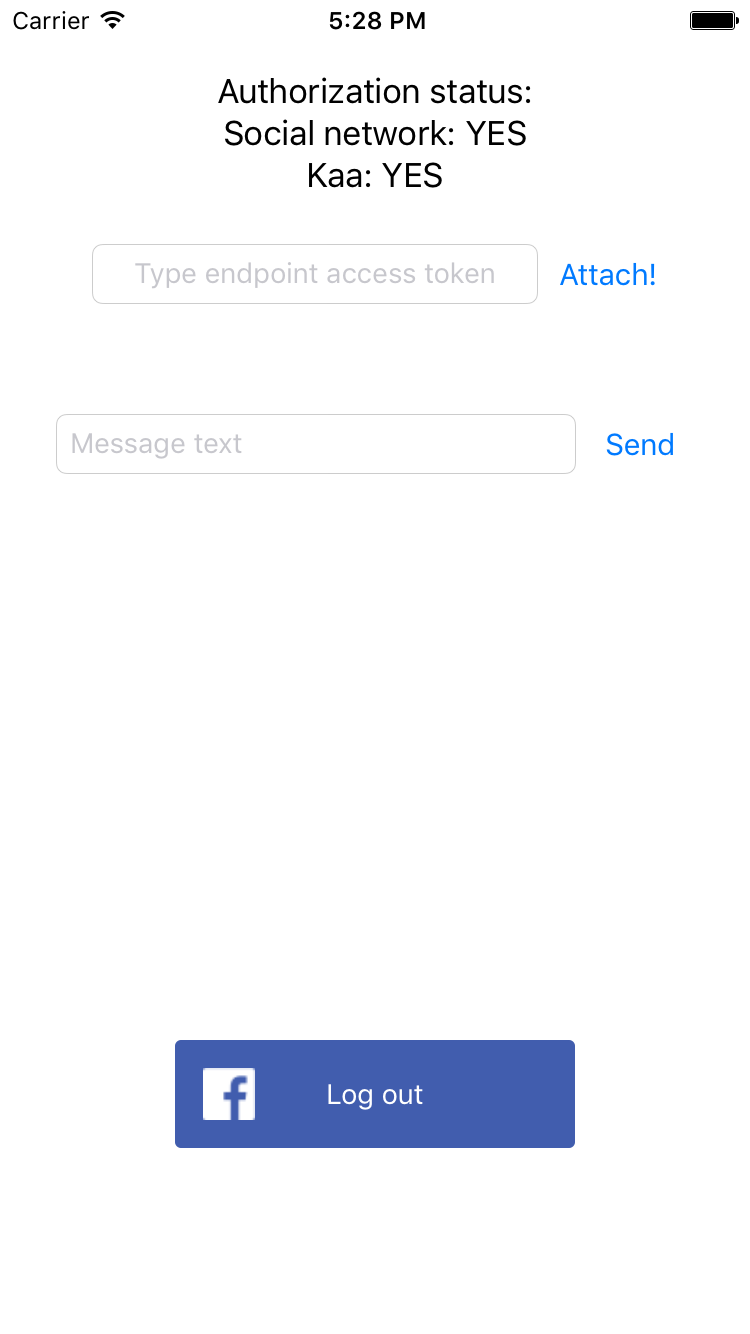 Carrier 5:28 PM
Authorization status:
Social network: YES
Kaa: YES
Type endpoint access token Attach!
Message text Send
f Log out